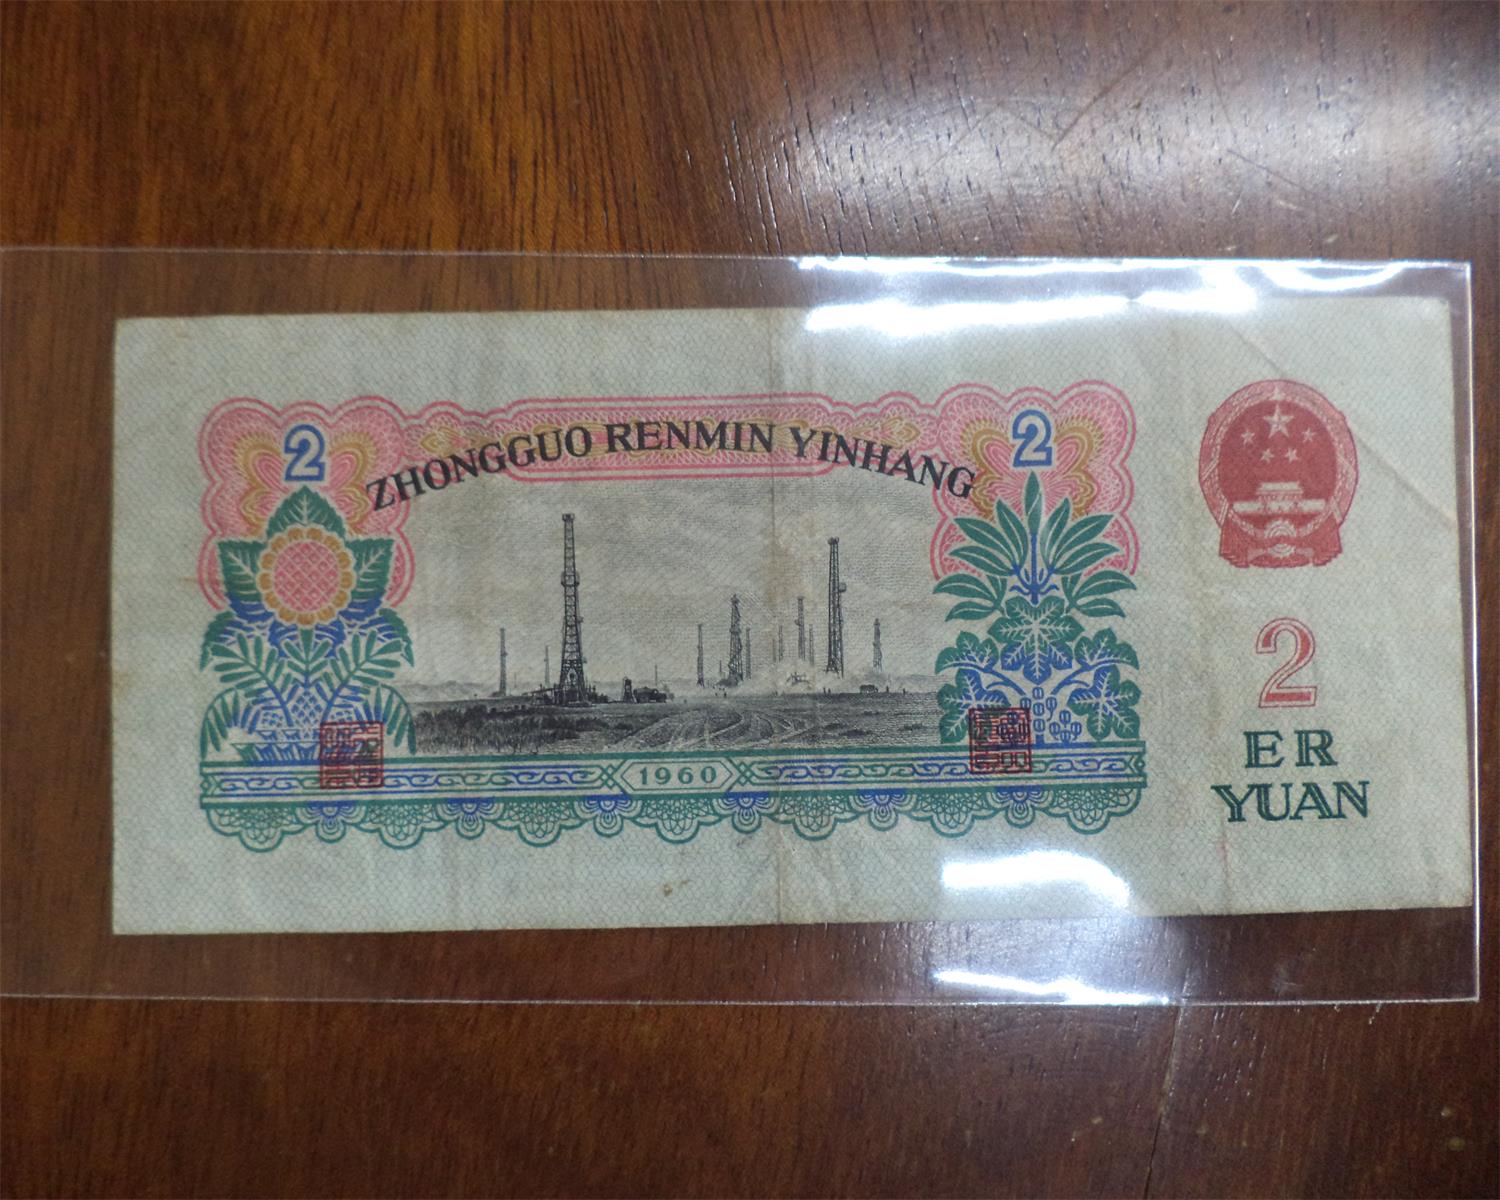 2
2
ZHONGGUO RENMIN YINHANG
1960
2
ER
YUAN